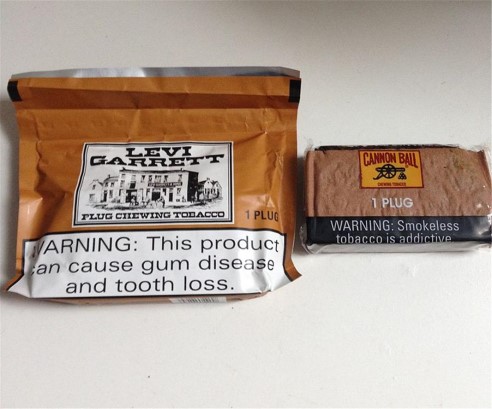 LEVI
GARRETT
PLUG CHEWING TOBACCO
1 PLUG
WARNING: This product
can cause gum disease
and tooth loss.
CANNON BALL
CHEWING TOBACCO
1 PLUG
WARNING: Smokeless
tobacco is addictive